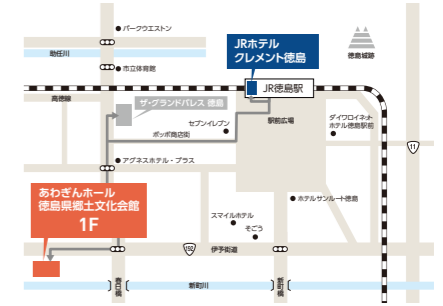 パークウエストン
助任川
市立体育館
JRホテル
クレメント徳島
徳島城跡
高徳線
ザ・グランドパレス 徳島
JR徳島駅
セブンイレブン
駅前広場
ダイワロイネット
ホテル徳島駅前
ポッポ商店街
11
アグネスホテル・プラス
あわぎんホール
徳島県郷土文化会館
1F
スマイルホテル
ホテルサンルート徳島
そごう
192
伊予街道
春日橋
新町川
新町橋